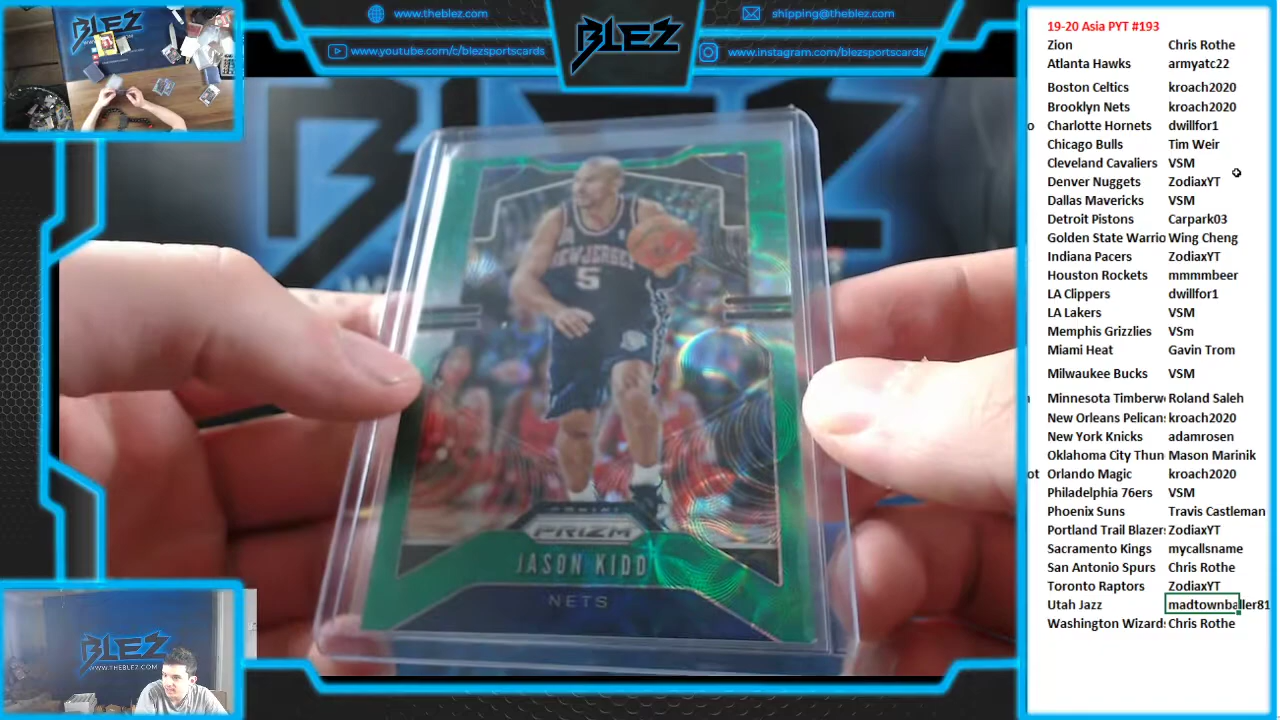 www.theblez.com
www.youtube.com/c/blezsportscards
BLEZ
shipping@theblez.com
www.instagram.com/blezsportscards/
19-20 Asia PYT #193
Zion Chris Rothe
Atlanta Hawks armyatc22
Boston Celtics kroach2020
Brooklyn Nets kroach2020
Charlotte Hornets dwillfor1
Chicago Bulls Tim Weir
Cleveland Cavaliers VSM
Denver Nuggets ZodiaxYT
Dallas Mavericks VSM
Detroit Pistons Carpark03
Golden State Warrio Wing Cheng
Indiana Pacers ZodiaxYT
Houston Rockets mmmmbeer
LA Clippers dwillfor1
LA Lakers VSM
Memphis Grizzlies VSm
Miami Heat Gavin Trom
Milwaukee Bucks VSM
Minnesota Timberw Roland Saleh
New Orleans Pelican kroach2020
New York Knicks adamrosen
Oklahoma City Thun Mason Marinik
Orlando Magic kroach2020
Philadelphia 76ers VSM
Phoenix Suns Travis Castleman
Portland Trail Blazer ZodiaxYT
Sacramento Kings mycallsname
San Antonio Spurs Chris Rothe
Toronto Raptors ZodiaxYT
Utah Jazz madtownballer81
Washington Wizard Chris Rothe
NEW JERSEY
5
PANINI
PRIZM
JASON KIDD
NETS
BLEZ
WWW.THEBLEZ.COM